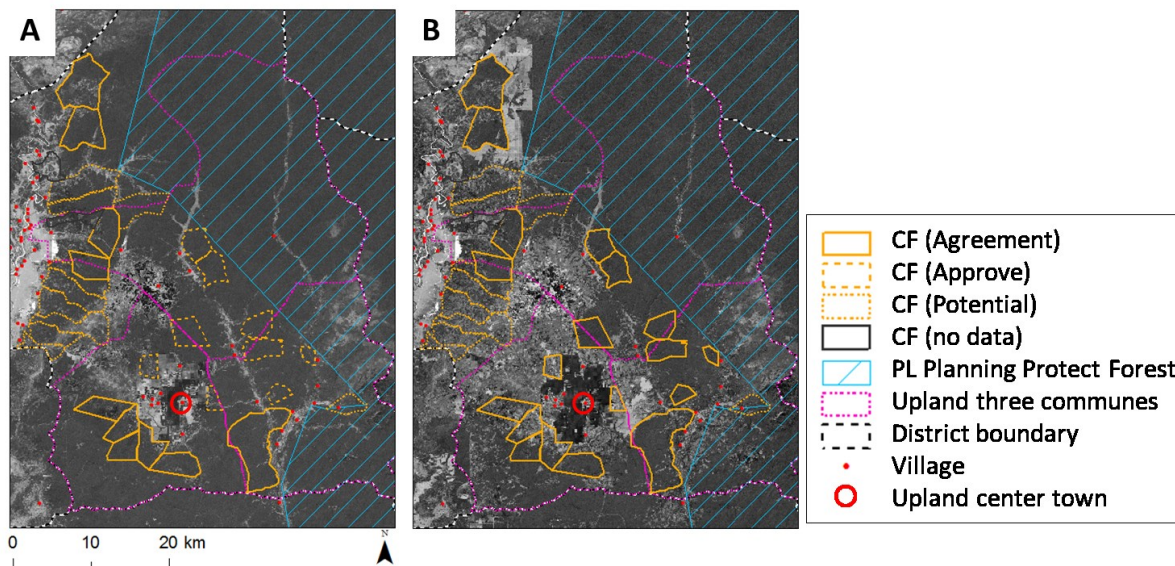 A
B
CF (Agreement)
CF (Approve)
CF (Potential)
CF (no data)
PL Planning Protect Forest
Upland three communes
District boundary
Village
Upland center town
0 10 20 km
N